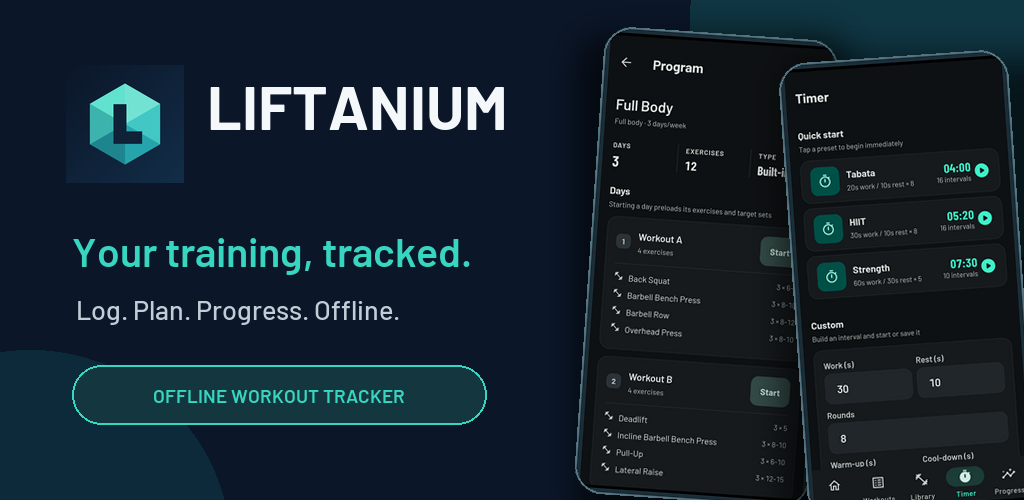 L
LIFTANIUM
Your training, tracked.
Log. Plan. Progress. Offline.
OFFLINE WORKOUT TRACKER
Program
Full Body
Full body · 3 days/week
DAYS
3
EXERCISES
12
TYPE
Days
Starting a day preloads its exercises and target sets
1
Workout A
4 exercises
Start
Back Squat
Barbell Bench Press
Barbell Row
Overhead Press
2
Workout B
4 exercises
Start
Deadlift 3 × 5
Incline Barbell Bench Press 3 × 8-10
Pull-Up 3 × 6-10
Lateral Raise 3 × 12-15
Timer
Quick start
Tap a preset to begin immediately
Tabata 04:00
20s work / 10s rest × 8 16 intervals
HIIT 05:20
30s work / 10s rest × 8 16 intervals
Strength 07:30
60s work / 30s rest × 5 10 intervals
Custom
Build an interval and start or save it
Work (s) Rest (s)
30 10
Rounds
8
Warm-up (s) Cool-down (s)
Library Timer Progress